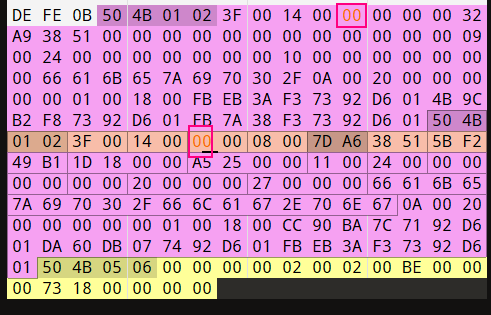 DE FE 0B 50 4B 01 02 3F 00 14 00 00 00 00 00 32
A9 38 51 00 00 00 00 00 00 00 00 00 00 00 00 09
00 24 00 00 00 00 00 00 00 10 00 00 00 00 00 00
00 66 61 6B 65 7A 69 70 30 2F 0A 00 20 00 00 00
00 00 01 00 18 00 FB EB 3A F3 73 92 D6 01 4B 9C
B2 F8 73 92 D6 01 FB 7A 38 F3 73 92 D6 01 50 4B
01 02 3F 00 14 00 00 00 08 00 7D A6 38 51 5B F2
49 B1 1D 18 00 00 A5 25 00 00 11 00 24 00 00 00
00 00 00 00 20 00 00 00 27 00 00 00 66 61 6B 65
7A 69 70 30 2F 66 6C 61 67 2E 70 6E 67 0A 00 20
00 00 00 00 00 01 00 18 00 CC 90 BA 7C 71 92 D6
01 DA 60 DB 07 74 92 D6 01 FB EB 3A F3 73 92 D6
01 50 4B 05 06 00 00 00 00 02 00 02 00 BE 00 00
00 73 18 00 00 00 00